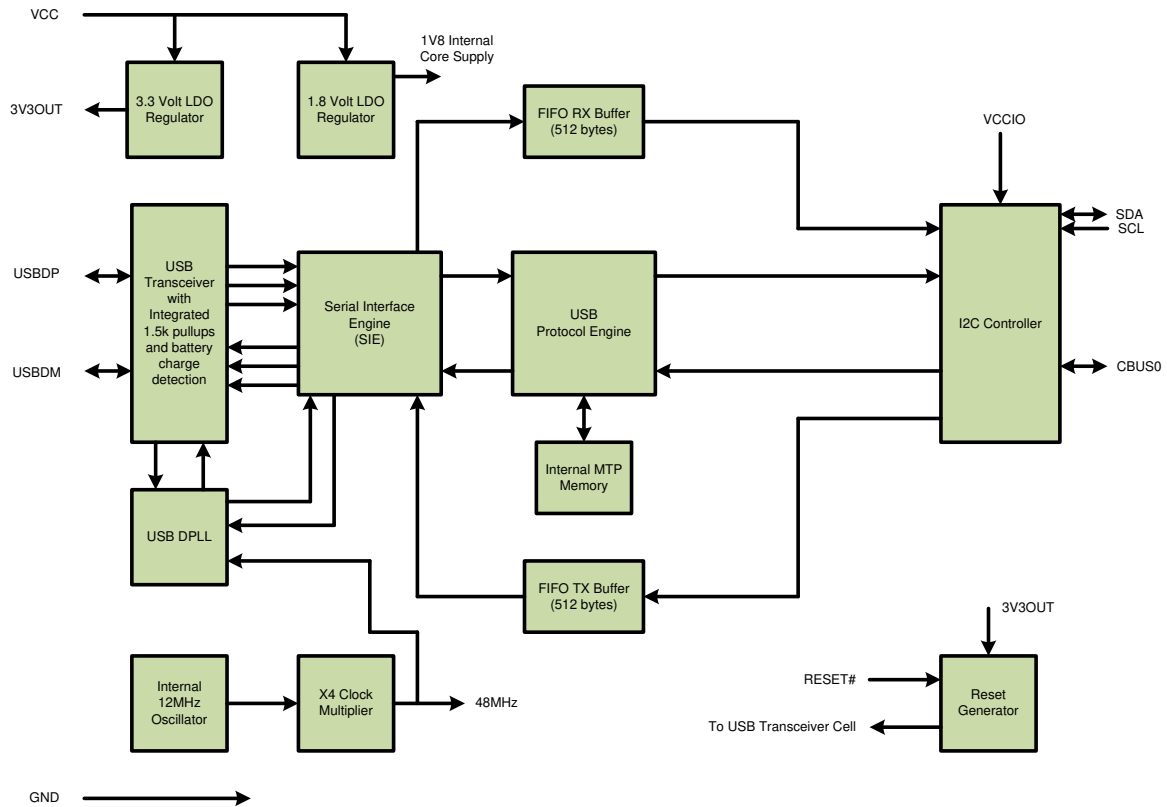 VCC
1V8 Internal
Core Supply
3.3 Volt LDO
Regulator
1.8 Volt LDO
Regulator
3V3OUT
FIFO RX Buffer
(512 bytes)
VCCIO
SDA
SCL
USBDP
USB
Transceiver
with
Integrated
1.5k pullups
and battery
charge
detection
Serial Interface
Engine
(SIE)
USB
Protocol Engine
I2C Controller
USBDM
CBUS0
Internal MTP
Memory
USB DPLL
FIFO TX Buffer
(512 bytes)
3V3OUT
Internal
12MHz
Oscillator
X4 Clock
Multiplier
48MHz
RESET#
Reset
Generator
To USB Transceiver Cell
GND